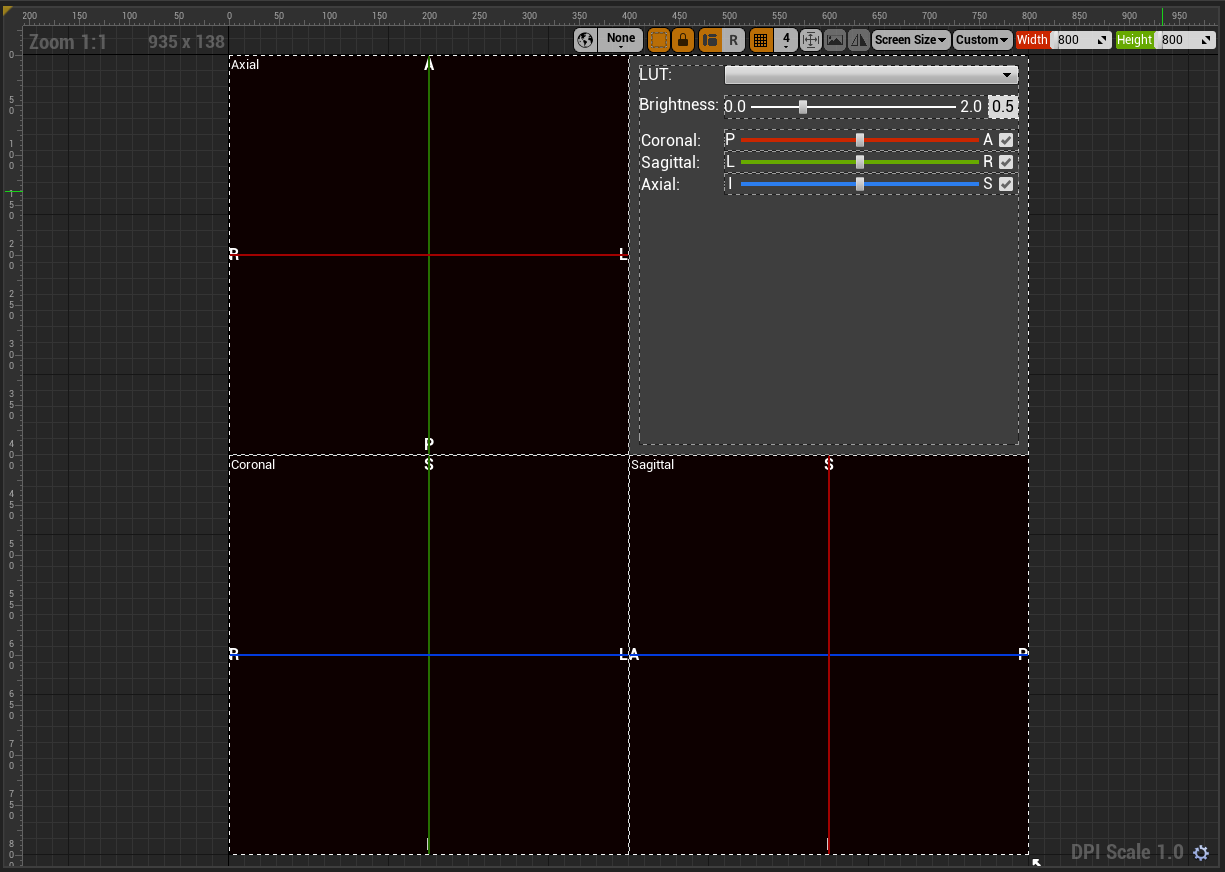 200 150 100 50 0 50 100 150 200 250 300 350 400 450 500 550 600 650 700 750 800 850 900 950
Zoom 1:1 935 x 138 None R 4 Screen Size Custom Width 800 Height 800
0
50
100
150
200
250
300
350
400
450
500
550
600
650
700
750
80
Axial A
R L
P
LUT:
Brightness: 0.0 2.0 0.5
Coronal: P A
Sagittal: L R
Axial: I S
Coronal S
R L
I
Sagittal S
A P
I
DPI Scale 1.0